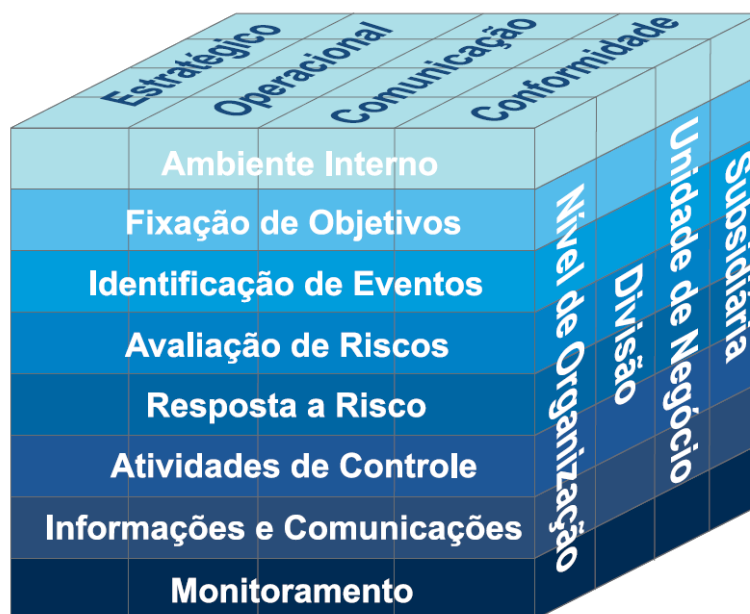 Estratégico
Operacional
Comunicação
Conformidade
Ambiente Interno
Fixação de Objetivos
Identificação de Eventos
Avaliação de Riscos
Resposta a Risco
Atividades de Controle
Informações e Comunicações
Monitoramento
Nível de Organização
Divisão
Unidade de Negócio
Subsidiária